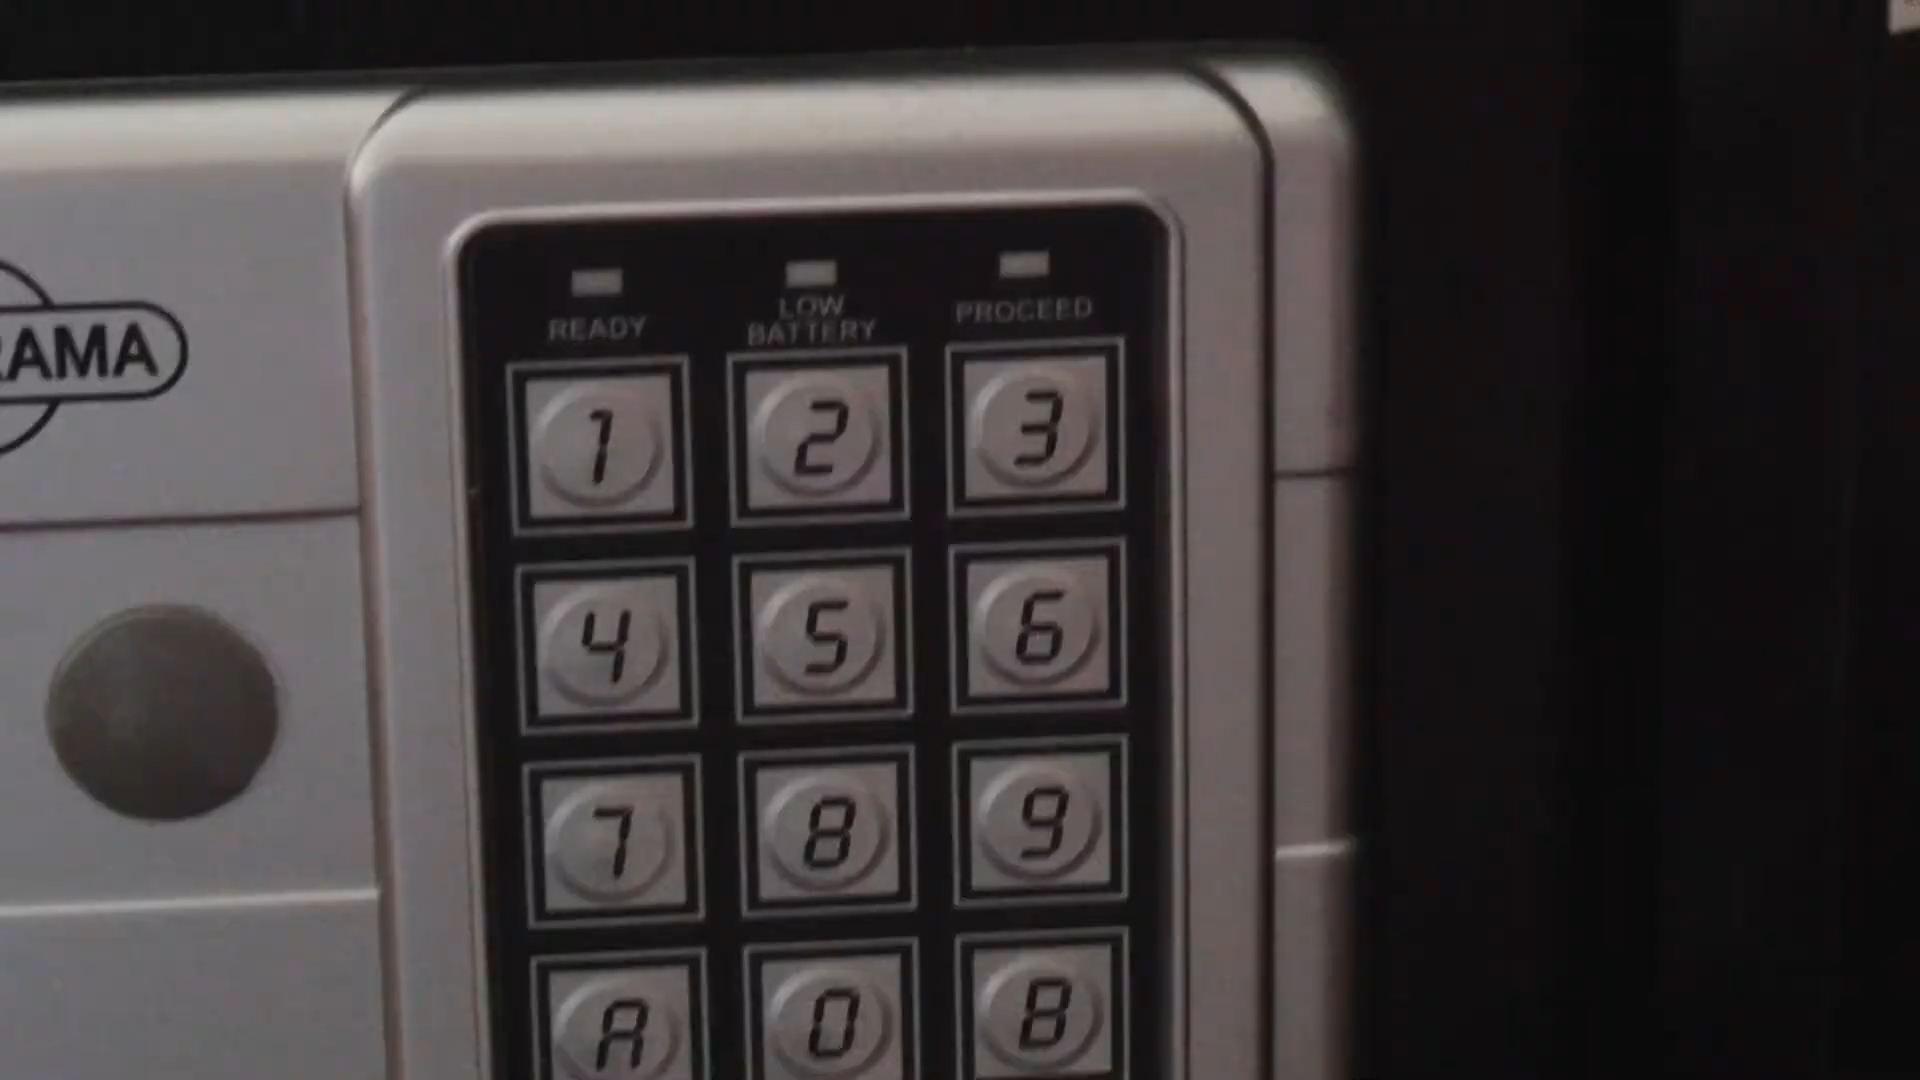 RAMA
READY
LOW
BATTERY
PROCEED
1 2 3
4 5 6
7 8 9
A 0 B